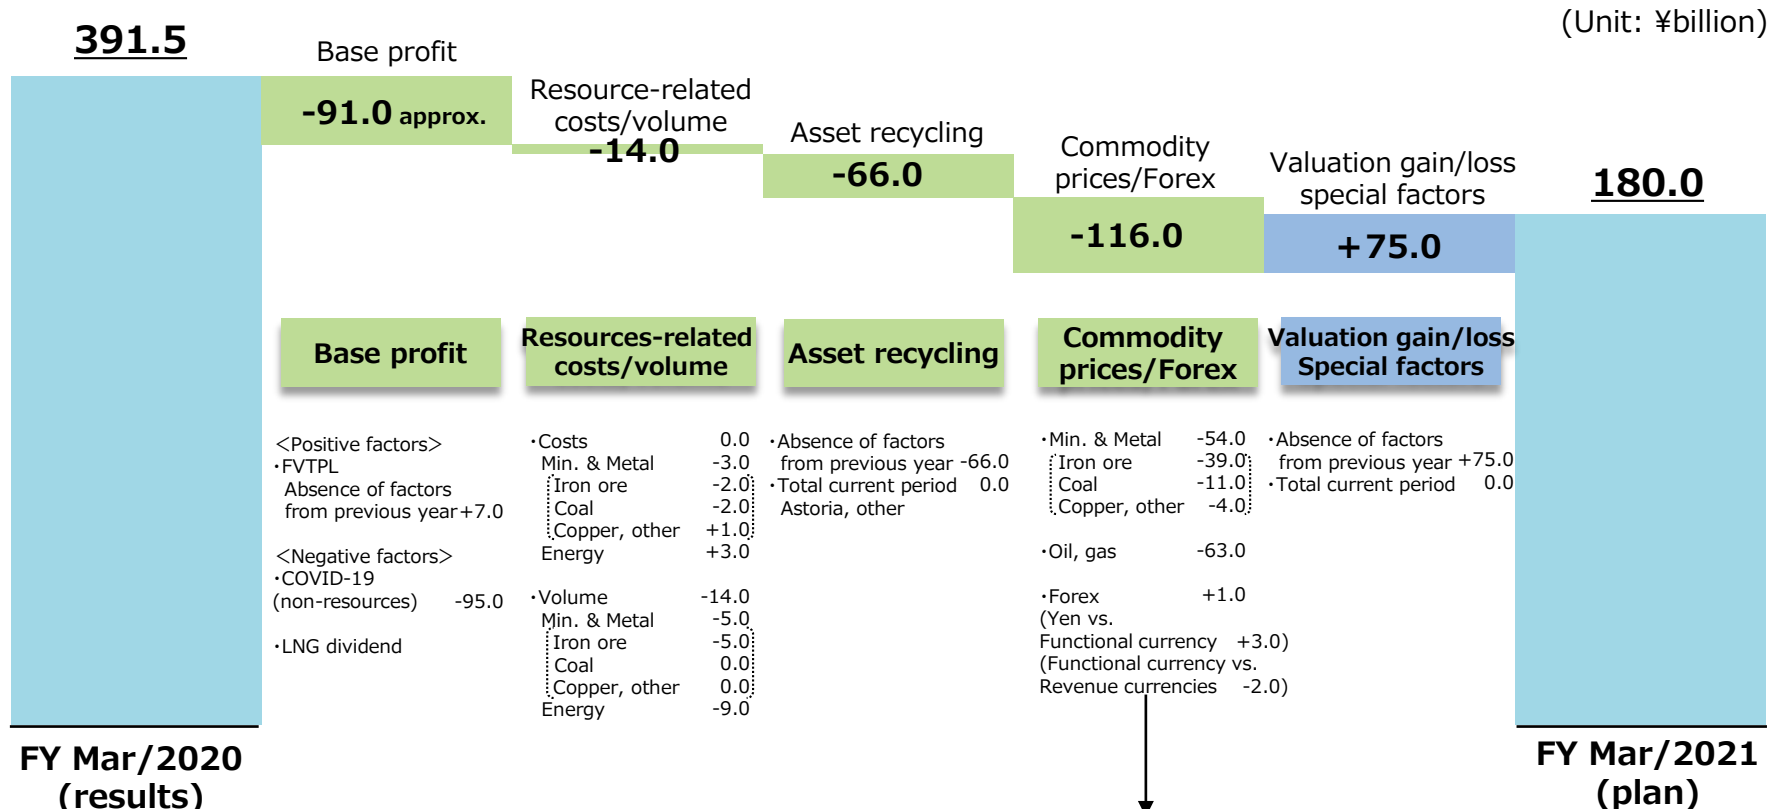 (Unit: ¥billion)
391.5
Base profit
-91.0 approx.
Resource-related
costs/volume
-14.0
Asset recycling
-66.0
Commodity
prices/Forex
-116.0
Valuation gain/loss
special factors
+75.0
180.0
Base profit
Resources-related
costs/volume
Asset recycling
Commodity
prices/Forex
Valuation gain/loss
Special factors
<Positive factors>
・FVTPL
Absence of factors
from previous year +7.0
<Negative factors>
・COVID-19
(non-resources) -95.0
・LNG dividend
・Costs 0.0
Min. & Metal -3.0
Iron ore -2.0
Coal -2.0
Copper, other +1.0
Energy +3.0
・Volume -14.0
Min. & Metal -5.0
Iron ore -5.0
Coal 0.0
Copper, other 0.0
Energy -9.0
・Absence of factors
from previous year -66.0
・Total current period 0.0
Astoria, other
・Min. & Metal -54.0
Iron ore -39.0
Coal -11.0
Copper, other -4.0
・Oil, gas -63.0
・Forex +1.0
(Yen vs.
Functional currency +3.0)
(Functional currency vs.
Revenue currencies -2.0)
・Absence of factors
from previous year +75.0
・Total current period 0.0
FY Mar/2020
(results)
FY Mar/2021
(plan)